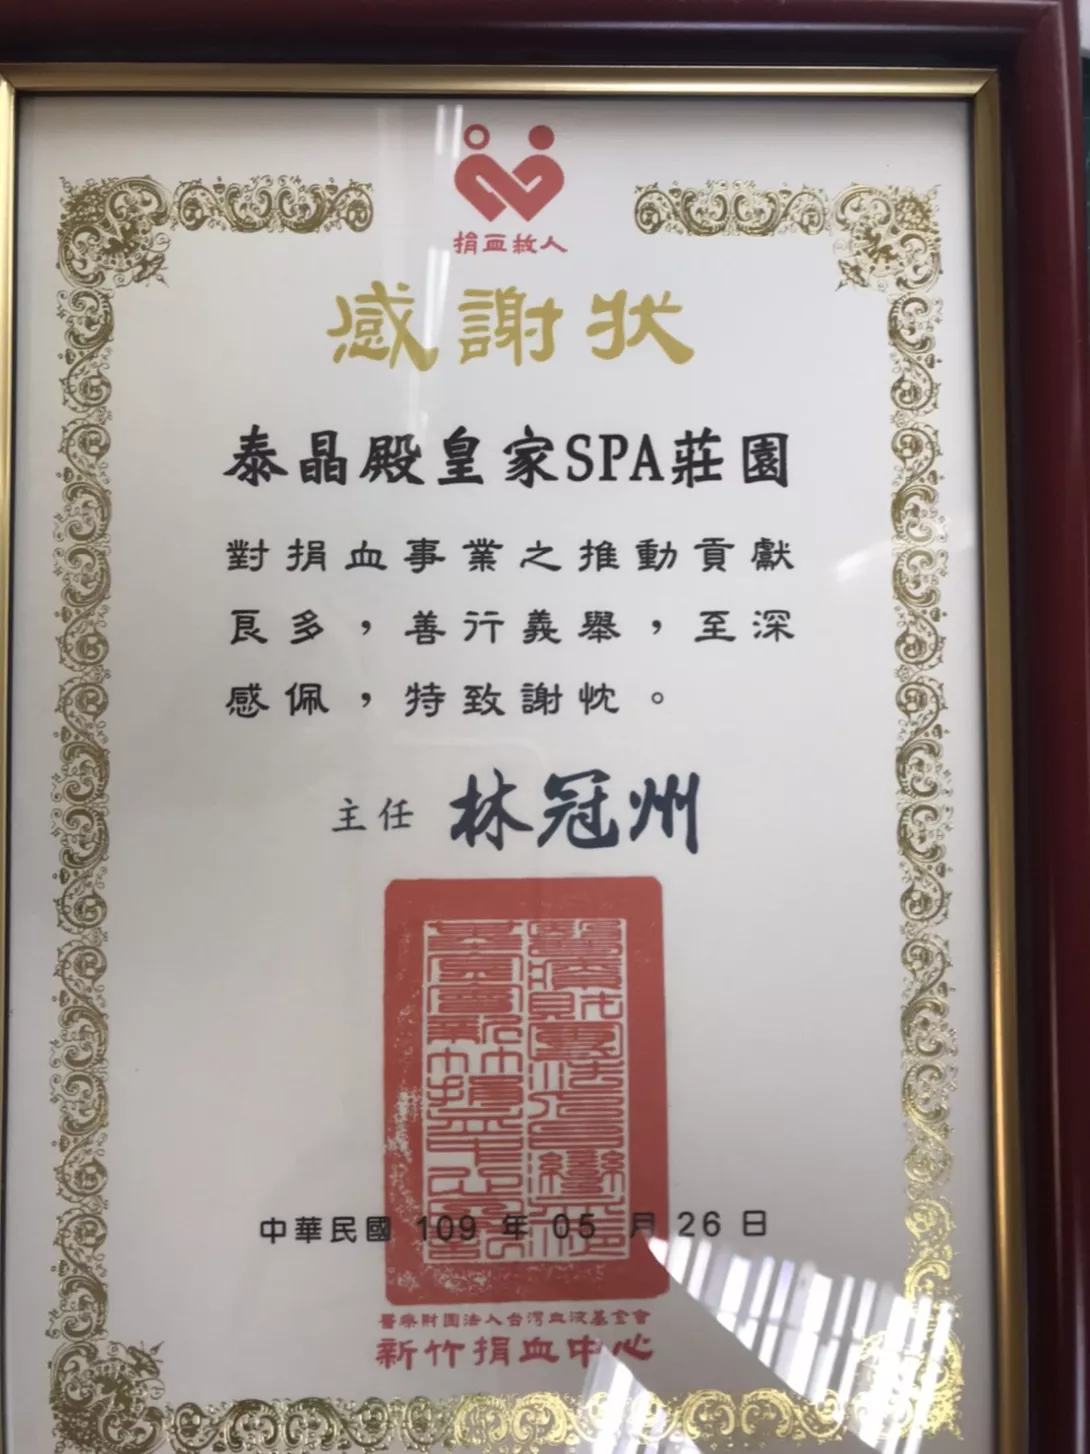 捐血救人
感謝狀
泰晶殿皇家SPA莊園
對捐血事業之推動貢獻
良多，善行義舉，至深
感佩，特致謝忱。
主任 林冠州
中華民國 109 年 05 月 26 日
醫療財團法人台灣血液基金會
新竹捐血中心